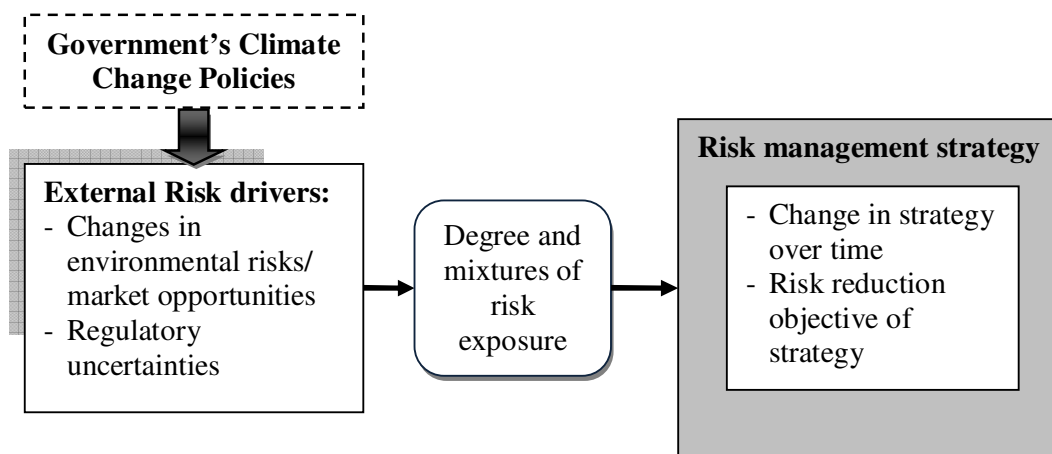 Government’s Climate
Change Policies
External Risk drivers:
- Changes in
environmental risks/
market opportunities
- Regulatory
uncertainties
Degree and
mixtures of
risk
exposure
Risk management strategy
- Change in strategy
over time
- Risk reduction
objective of
strategy